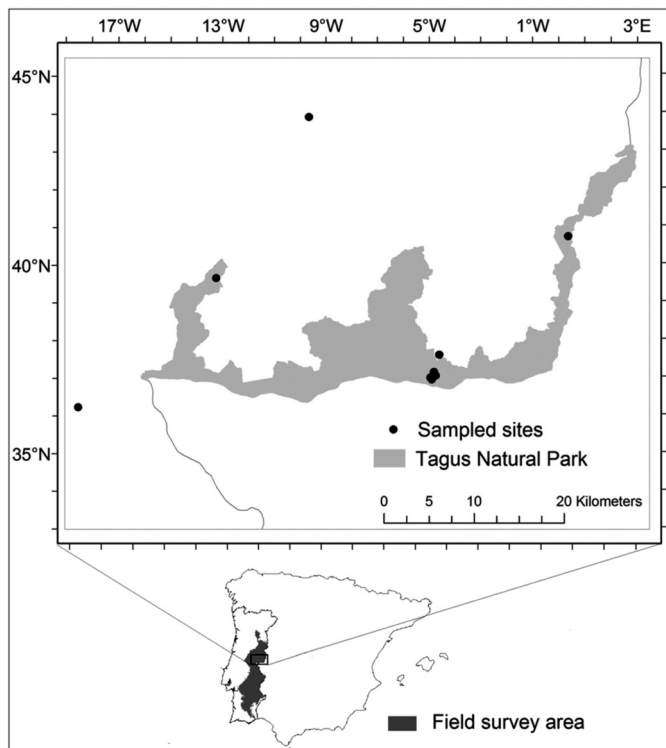 17°W 13°W 9°W 5°W 1°W 3°E
45°N
40°N
35°N
Sampled sites
Tagus Natural Park
0 5 10 20 Kilometers
Field survey area